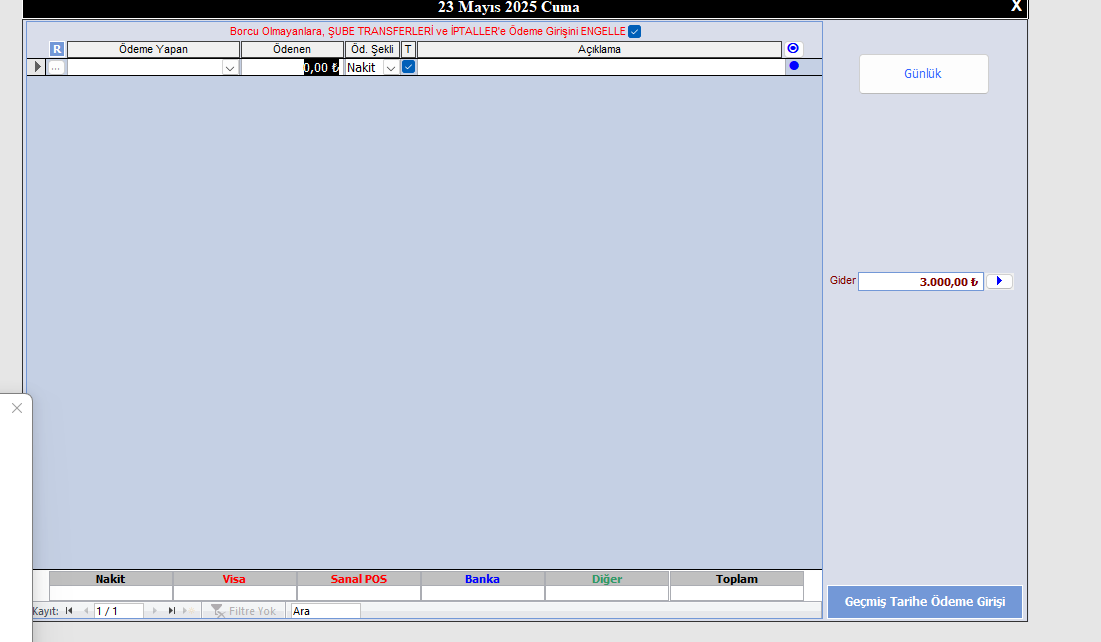 23 Mayıs 2025 Cuma X
Borcu Olmayanlara, ŞUBE TRANSFERLERİ ve İPTALLER'e Ödeme Girişini ENGELLE
R Ödeme Yapan Ödenen Öd. Şekli T Açıklama
... 0,00 ₺ Nakit
Günlük
Gider 3.000,00 ₺
Nakit Visa Sanal POS Banka Diğer Toplam
Kayıt: 1 / 1 Filtre Yok Ara
Geçmiş Tarihe Ödeme Girişi